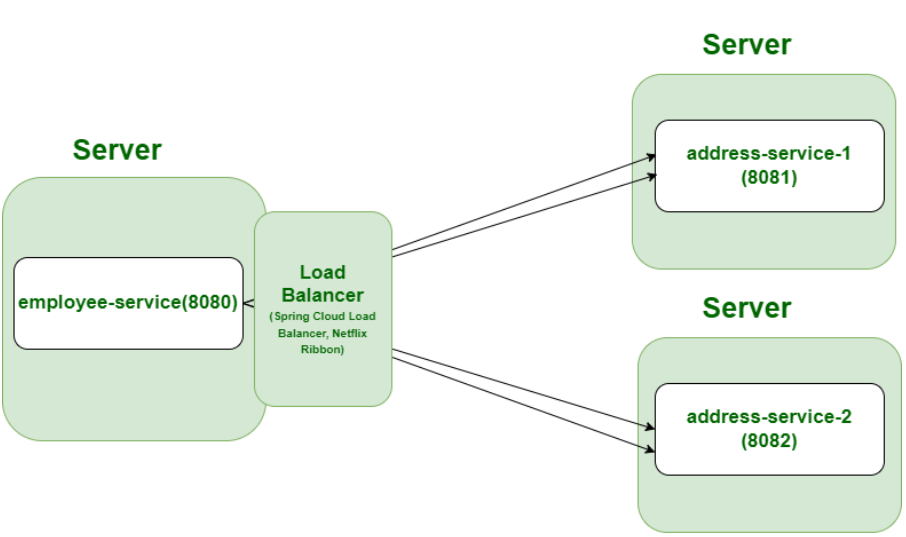 Server
employee-service(8080)
Load
Balancer
(Spring Cloud Load
Balancer, Netflix
Ribbon)
Server
address-service-1
(8081)
Server
address-service-2
(8082)